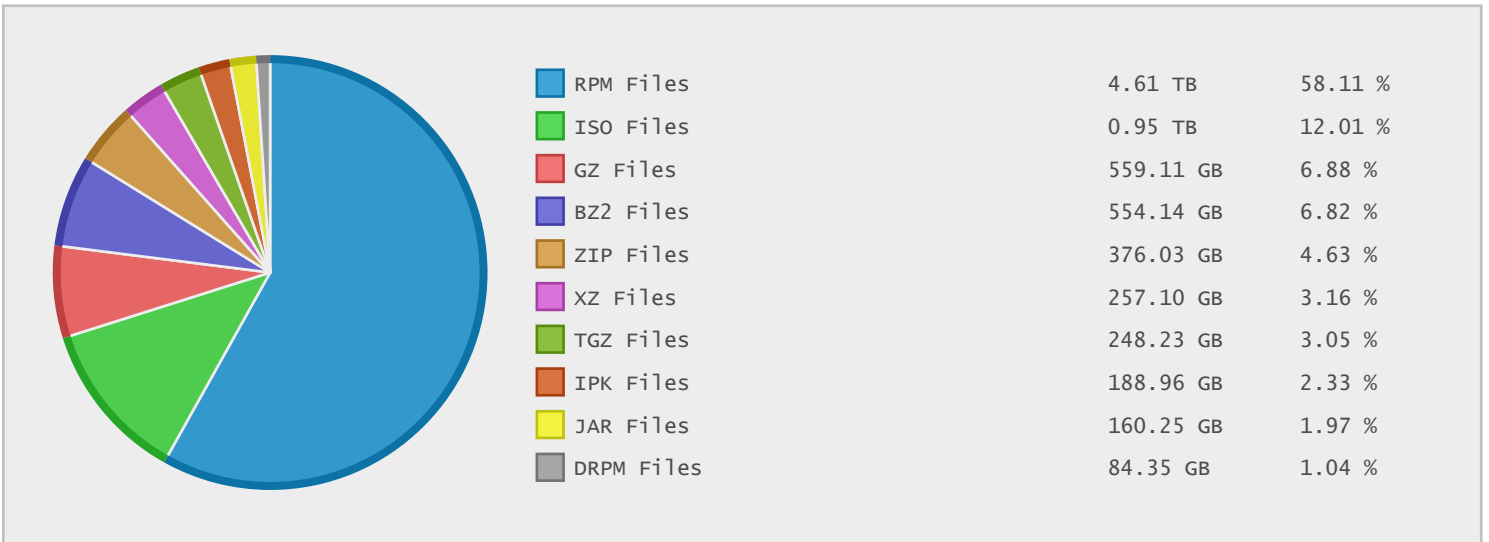 RPM Files 4.61 TB 58.11 %
ISO Files 0.95 TB 12.01 %
GZ Files 559.11 GB 6.88 %
BZ2 Files 554.14 GB 6.82 %
ZIP Files 376.03 GB 4.63 %
XZ Files 257.10 GB 3.16 %
TGZ Files 248.23 GB 3.05 %
IPK Files 188.96 GB 2.33 %
JAR Files 160.25 GB 1.97 %
DRPM Files 84.35 GB 1.04 %